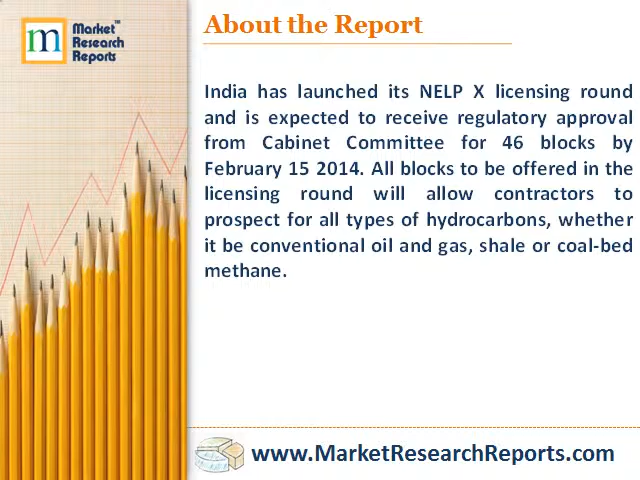 Market
Research
Reports
TM
m
About the Report
India has launched its NELP X licensing round
and is expected to receive regulatory approval
from Cabinet Committee for 46 blocks by
February 15 2014. All blocks to be offered in the
licensing round will allow contractors to
prospect for all types of hydrocarbons, whether
it be conventional oil and gas, shale or coal-bed
methane.
www.MarketResearchReports.com